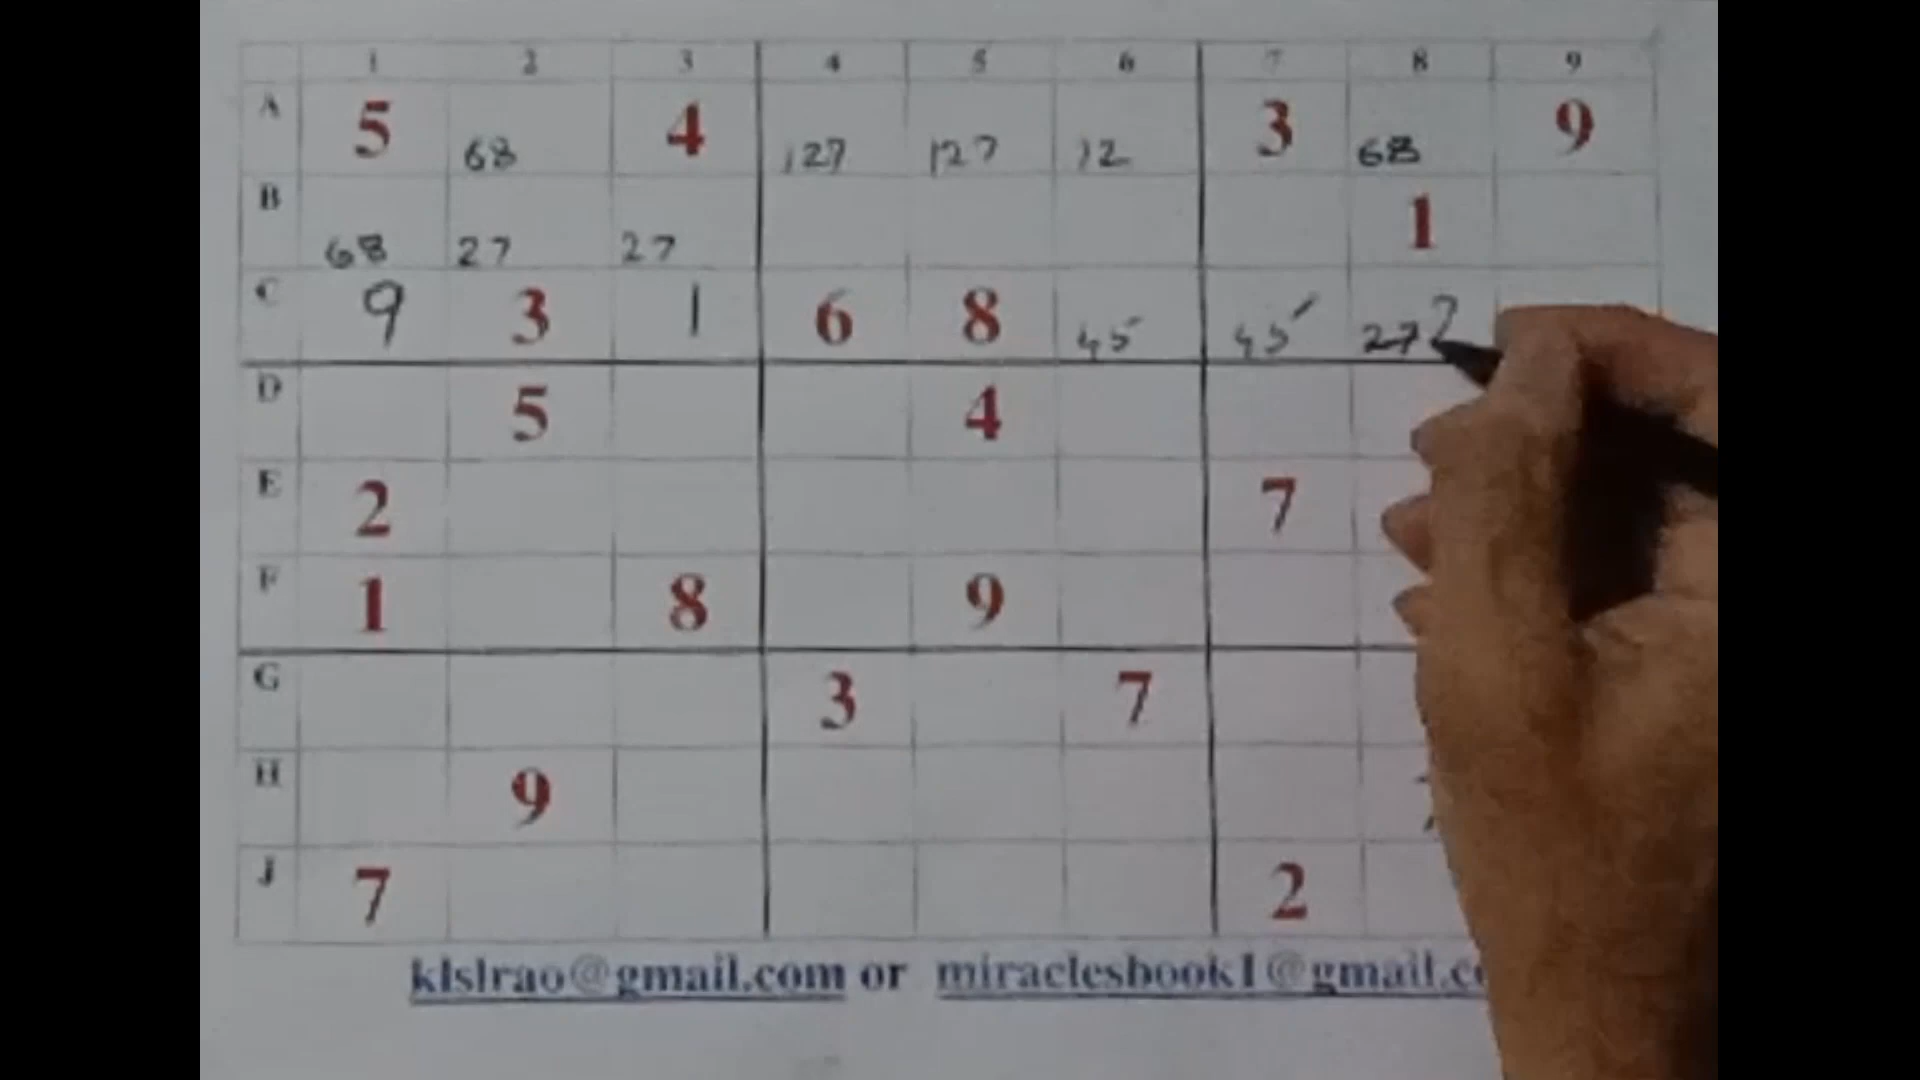 1 2 3 4 5 6 7 8 9
A 5 68 4 127 127 12 3 68 9
B 68 27 27 1
C 9 3 1 6 8 45 45 27
D 5 4
E 2 7
F 1 8 9
G 3 7
H 9
J 7 2
klslrao@gmail.com or miraclesbook1@gmail.c